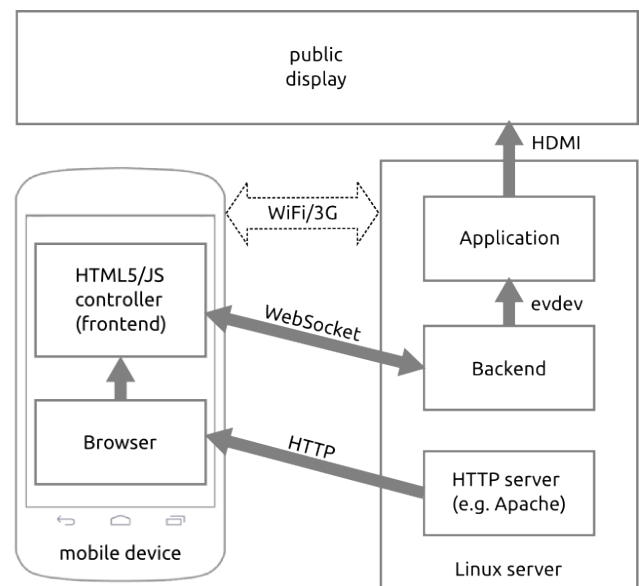 public
display
HDMI
WiFi/3G
Application
HTML5/JS
controller
(frontend)
WebSocket
evdev
Backend
Browser
HTTP
HTTP server
(e.g. Apache)
mobile device
Linux server